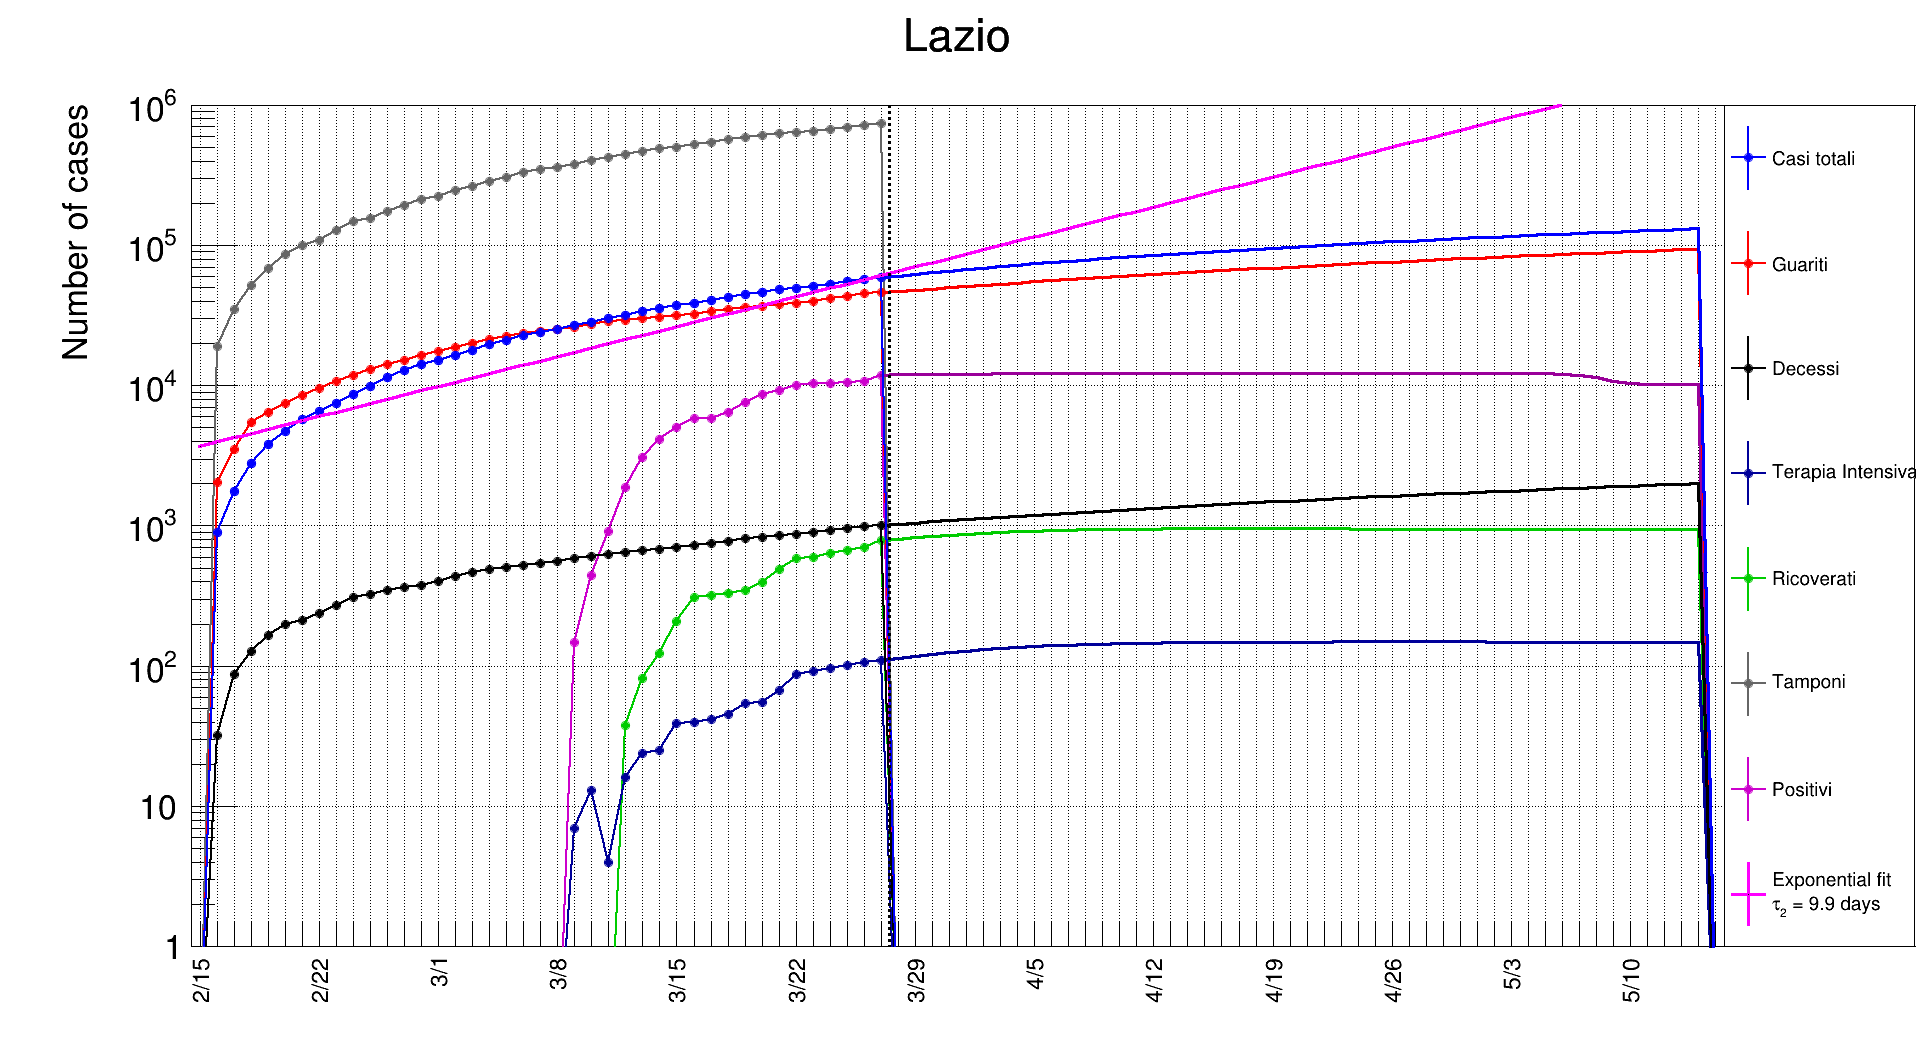 Lazio
Number of cases
10^6
10^5
10^4
10^3
10^2
10
1
2/15
2/22
3/1
3/8
3/15
3/22
3/29
4/5
4/12
4/19
4/26
5/3
5/10
Casi totali
Guariti
Decessi
Terapia Intensiva
Ricoverati
Tamponi
Positivi
Exponential fit
τ₂ = 9.9 days